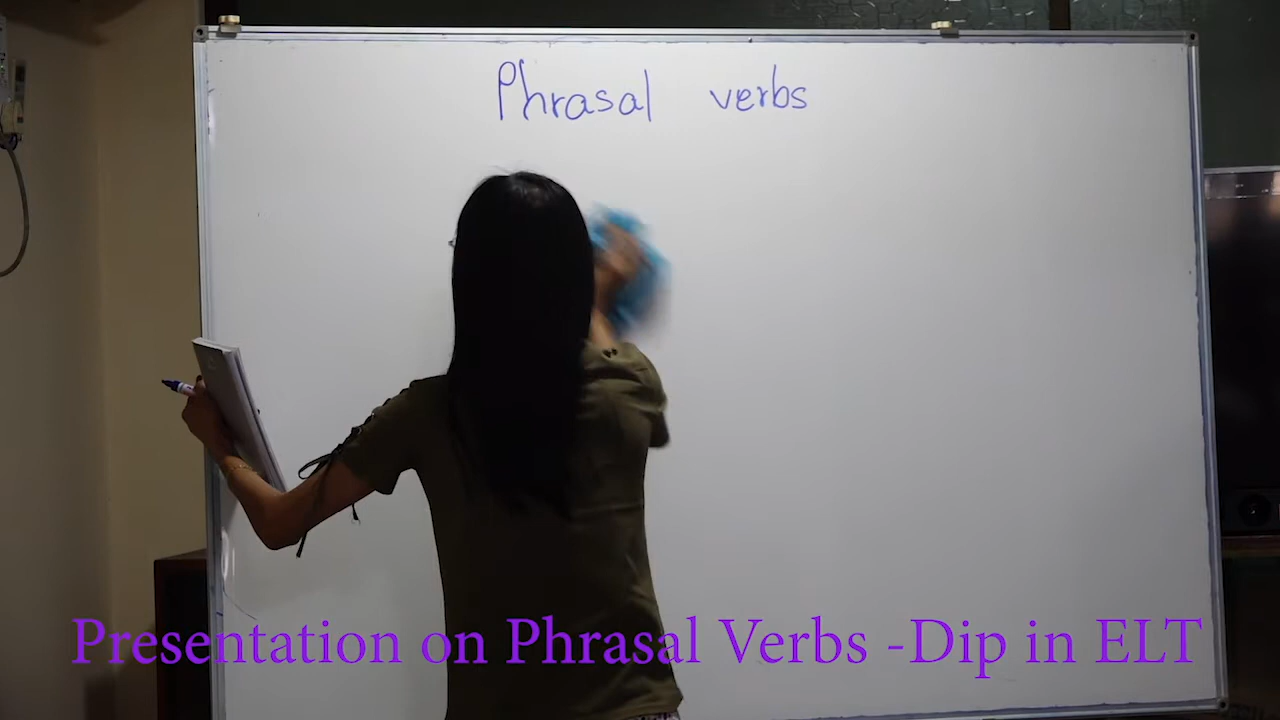 Phrasal verbs
Presentation on Phrasal Verbs -Dip in ELT